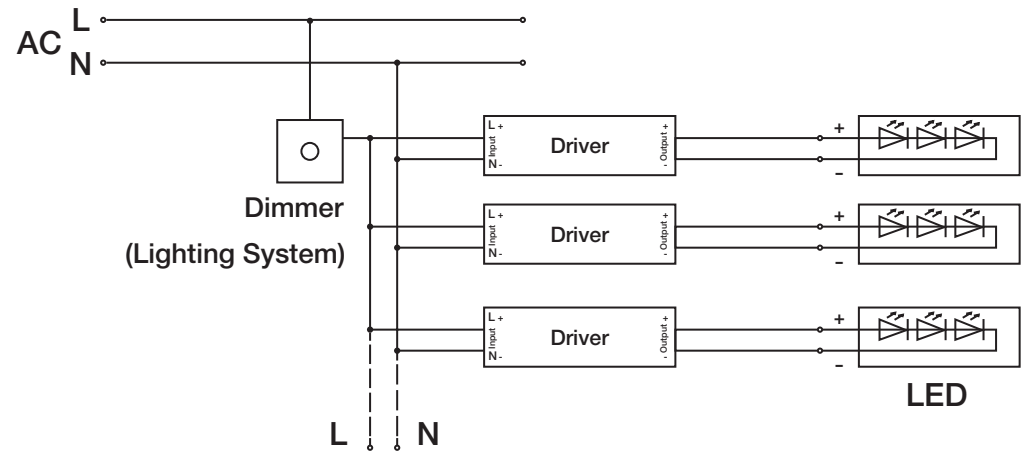 AC
L
N
Dimmer
(Lighting System)
L +
Input
N -
Driver
Output +
-
+
-
L +
Input
N -
Driver
Output +
-
+
-
L +
Input
N -
Driver
Output +
-
+
-
LED
L
N